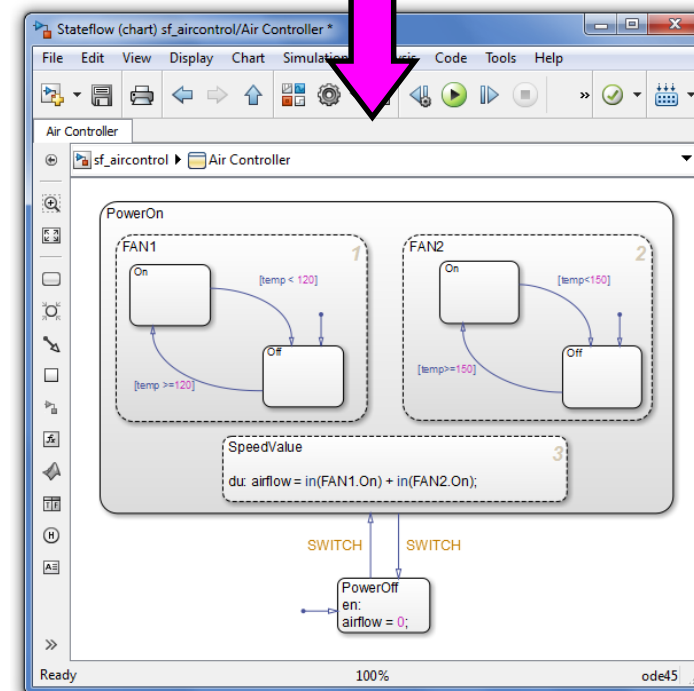 Stateflow (chart) sf_aircontrol/Air Controller *
File Edit View Display Chart Code Tools Help
Air Controller
sf_aircontrol Air Controller
PowerOn
FAN1
1
FAN2
2
On
[temp < 120]
On
[temp<150]
Off
Off
[temp >=120]
[temp>=150]
SpeedValue
3
du: airflow = in(FAN1.On) + in(FAN2.On);
SWITCH SWITCH
PowerOff
en:
airflow = 0;
Ready 100% ode45